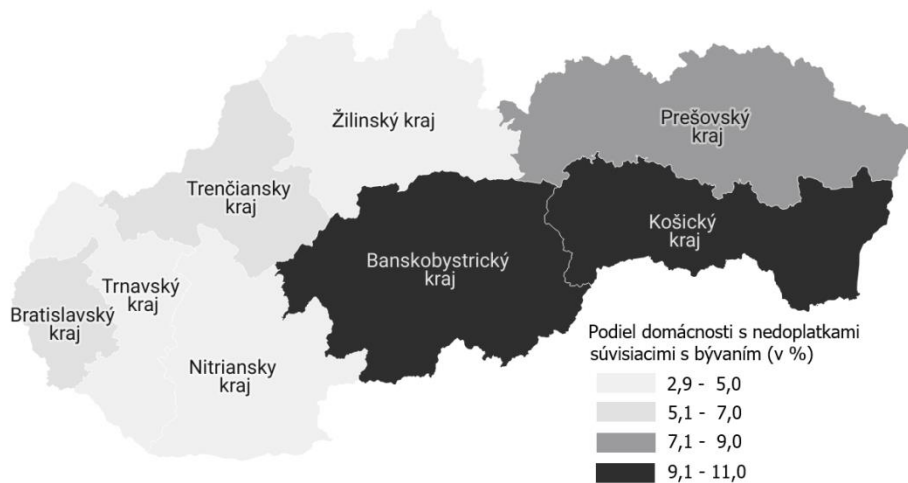 Žilinský kraj
Prešovský
kraj
Trenčiansky
kraj
Košický
kraj
Banskobystrický
kraj
Trnavský
kraj
Bratislavský
kraj
Nitriansky
kraj
Podiel domácnosti s nedoplatkami
súvisiacimi s bývaním (v %)
2,9 - 5,0
5,1 - 7,0
7,1 - 9,0
9,1 - 11,0